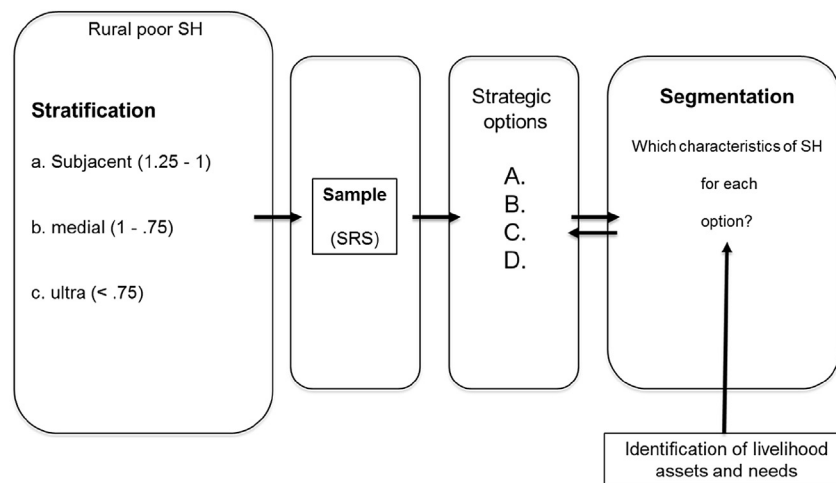 Rural poor SH
Stratification
a. Subjacent (1.25 - 1)
b. medial (1 - .75)
c. ultra (< .75)
Sample
(SRS)
Strategic
options
A.
B.
C.
D.
Segmentation
Which characteristics of SH
for each
option?
Identification of livelihood
assets and needs